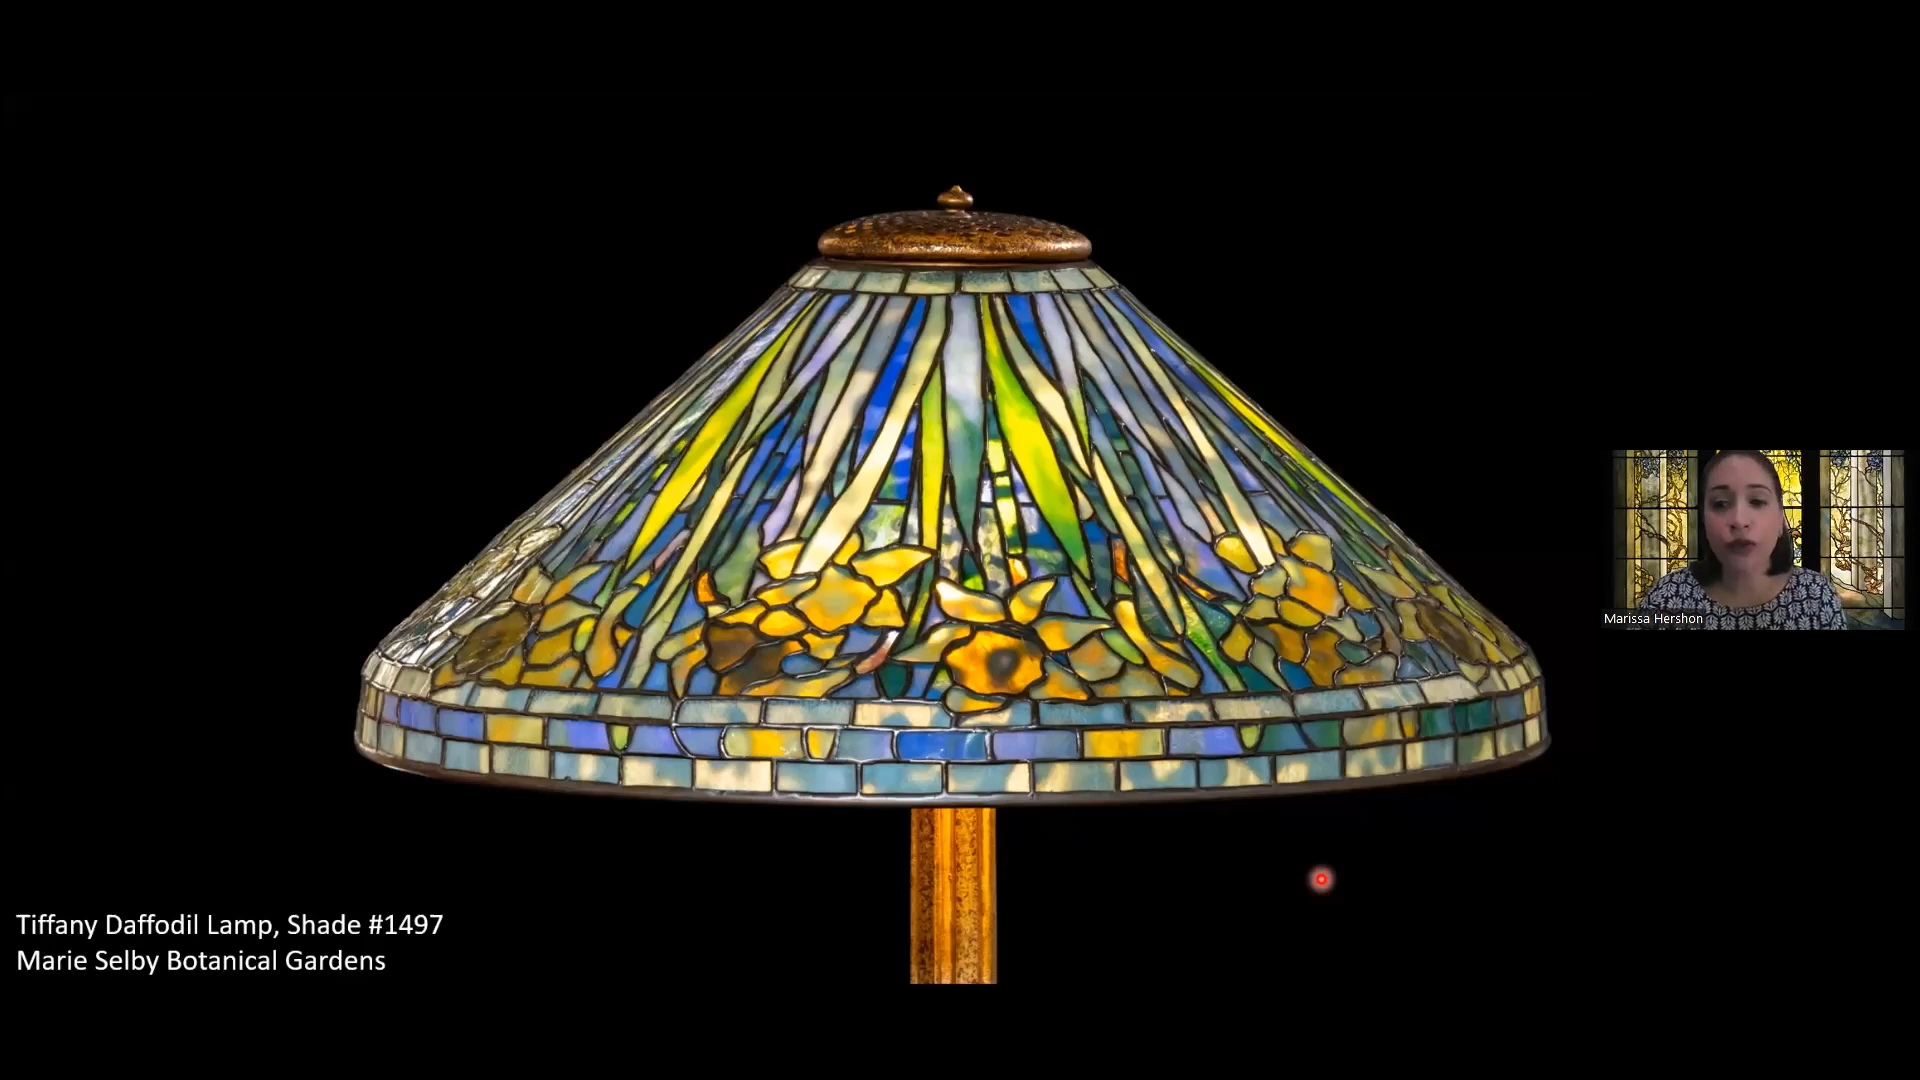 Marissa Hershon
Tiffany Daffodil Lamp, Shade #1497
Marie Selby Botanical Gardens